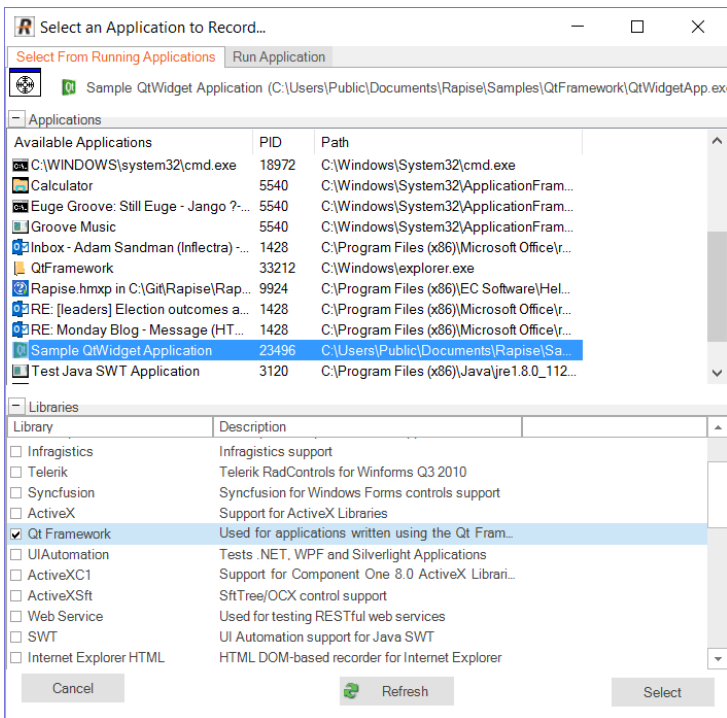 Select an Application to Record...
Select From Running Applications Run Application
Sample QtWidget Application (C:\Users\Public\Documents\Rapise\Samples\QtFramework\QtWidgetApp.ex
Applications
Available Applications PID Path
C:\WINDOWS\system32\cmd.exe 18972 C:\Windows\System32\cmd.exe
Calculator 5540 C:\Windows\System32\ApplicationFram...
Euge Groove: Still Euge - Jango ?-... 5540 C:\Windows\System32\ApplicationFram...
Groove Music 5540 C:\Windows\System32\ApplicationFram...
Inbox - Adam Sandman (Inflectra) -... 1428 C:\Program Files (x86)\Microsoft Office\r...
QtFramework 33212 C:\Windows\explorer.exe
Rapise.hmxp in C:\Git\Rapise\Rap... 9924 C:\Program Files (x86)\EC Software\Hel...
RE: [leaders] Election outcomes a... 1428 C:\Program Files (x86)\Microsoft Office\r...
RE: Monday Blog - Message (HT... 1428 C:\Program Files (x86)\Microsoft Office\r...
Sample QtWidget Application 23496 C:\Users\Public\Documents\Rapise\Sa...
Test Java SWT Application 3120 C:\Program Files (x86)\Java\jre1.8.0_112...
Libraries
Library Description
Infragistics Infragistics support
Telerik Telerik RadControls for Winforms Q3 2010
Syncfusion Syncfusion for Windows Forms controls support
ActiveX Support for ActiveX Libraries
Qt Framework Used for applications written using the Qt Fram...
UIAutomation Tests .NET, WPF and Silverlight Applications
ActiveXC1 Support for Component One 8.0 ActiveX Librari...
ActiveXSft SftTree/OCX control support
Web Service Used for testing RESTful web services
SWT UI Automation support for Java SWT
Internet Explorer HTML HTML DOM-based recorder for Internet Explorer
Cancel Refresh Select